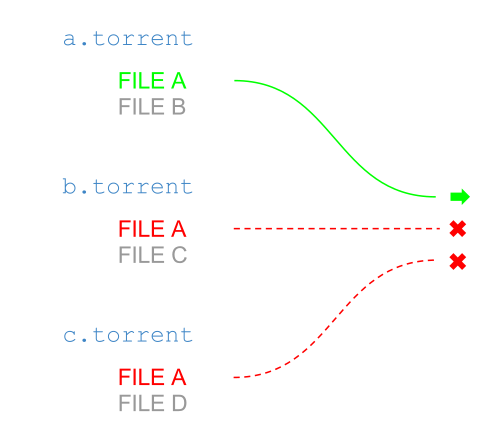 a.torrent
FILE A
FILE B
b.torrent
FILE A
FILE C
c.torrent
FILE A
FILE D